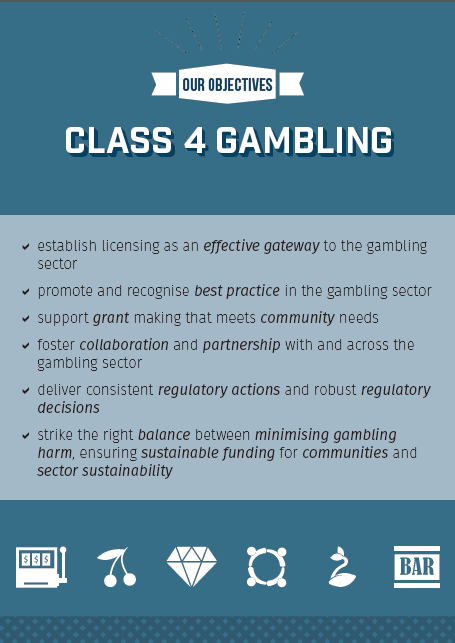 OUR OBJECTIVES
CLASS 4 GAMBLING
establish licensing as an effective gateway to the gambling
sector
promote and recognise best practice in the gambling sector
support grant making that meets community needs
foster collaboration and partnership with and across the
gambling sector
deliver consistent regulatory actions and robust regulatory
decisions
strike the right balance between minimising gambling
harm, ensuring sustainable funding for communities and
sector sustainability
$ $ $
BAR